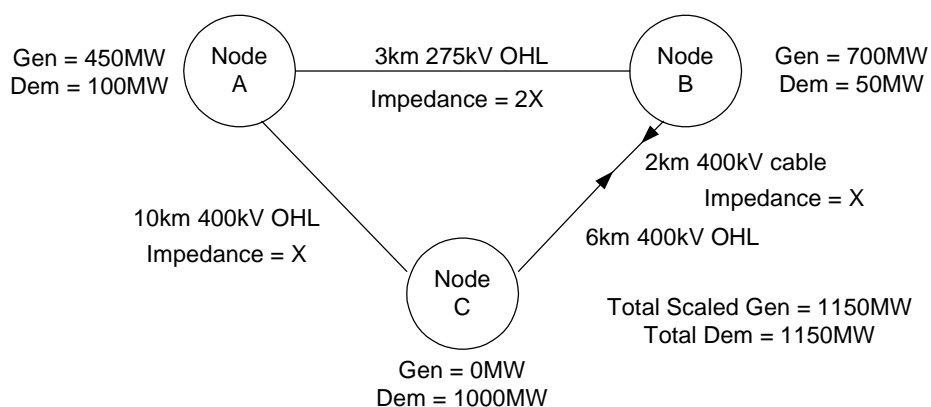 Gen = 450MW
Dem = 100MW
Node
A
3km 275kV OHL
Impedance = 2X
Node
B
Gen = 700MW
Dem = 50MW
2km 400kV cable
Impedance = X
10km 400kV OHL
Impedance = X
6km 400kV OHL
Node
C
Total Scaled Gen = 1150MW
Total Dem = 1150MW
Gen = 0MW
Dem = 1000MW